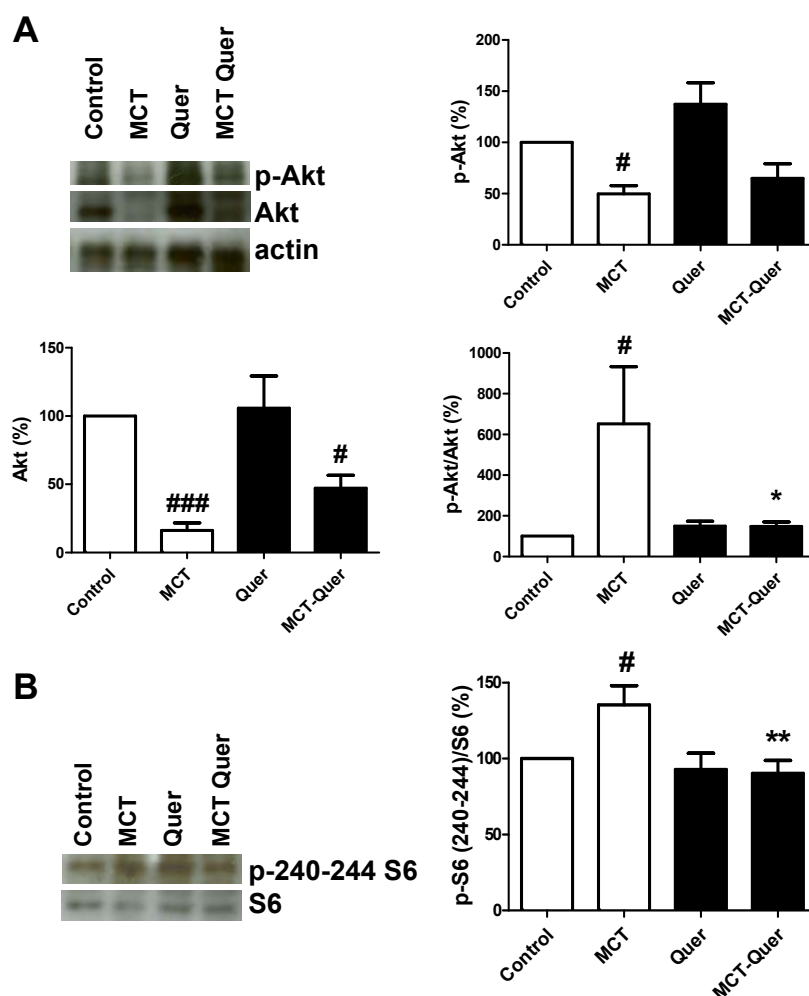 A
Control
MCT
Quer
MCT Quer
p-Akt
Akt
actin
p-Akt (%)
200
150
100
50
0
#
Control
MCT
Quer
MCT-Quer
Akt (%)
150
100
50
0
###
#
Control
MCT
Quer
MCT-Quer
p-Akt/Akt (%)
1000
800
600
400
200
0
#
*
Control
MCT
Quer
MCT-Quer
B
Control
MCT
Quer
MCT Quer
p-240-244 S6
S6
p-S6 (240-244)/S6 (%)
150
100
50
0
#
**
Control
MCT
Quer
MCT-Quer